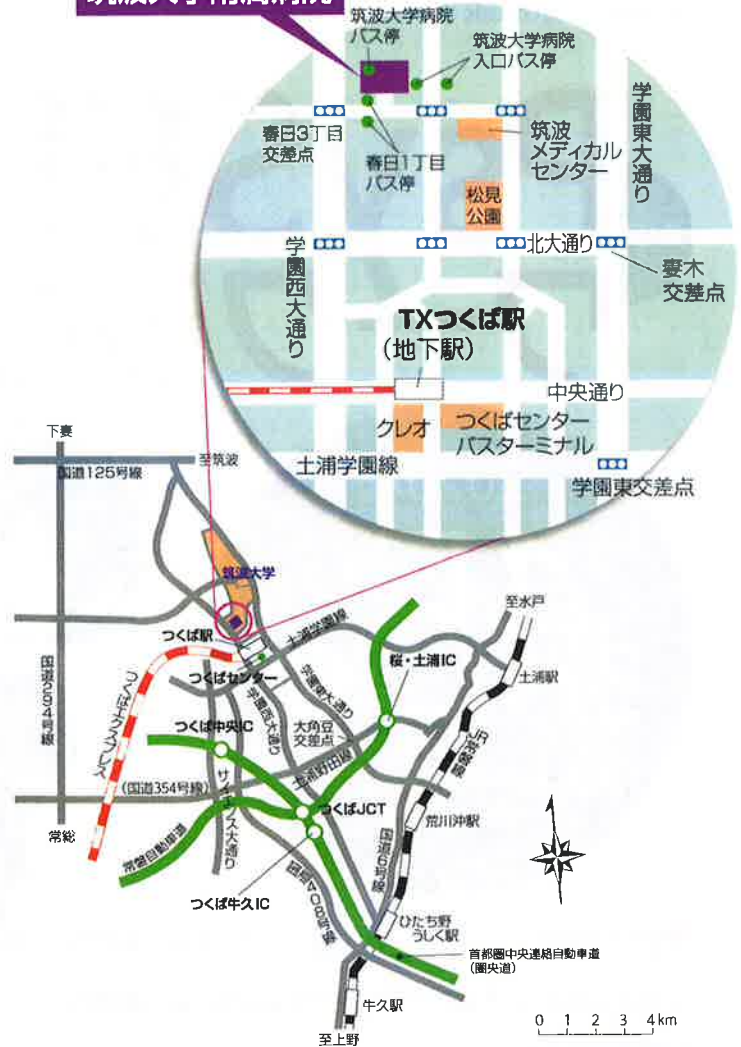 筑波大学病院
バス停
筑波大学病院
入口バス停
春日3丁目
交差点
春日1丁目
バス停
筑波
メディカル
センター
学園東大通り
松見
公園
学園西大通り
北大通り
妻木
交差点
TXつくば駅
(地下駅)
中央通り
クレオ
つくばセンター
バスターミナル
土浦学園線
学園東交差点
下妻
国道125号線
至筑波
筑波大学
つくば駅
土浦学園線
至水戸
国道294号線
つくばエクスプレス
つくばセンター
学園西大通り
学園東大通り
桜・土浦IC
土浦駅
つくば中央IC
大角豆
交差点
土浦野田線
JR常磐線
(国道354号線)
サイエンス大通り
つくばJCT
荒川沖駅
常総
常磐自動車道
国道6号線
つくば牛久IC
国道408号線
ひたち野
うしく駅
首都圏中央連絡自動車道
(圏央道)
牛久駅
至上野
0 1 2 3 4km